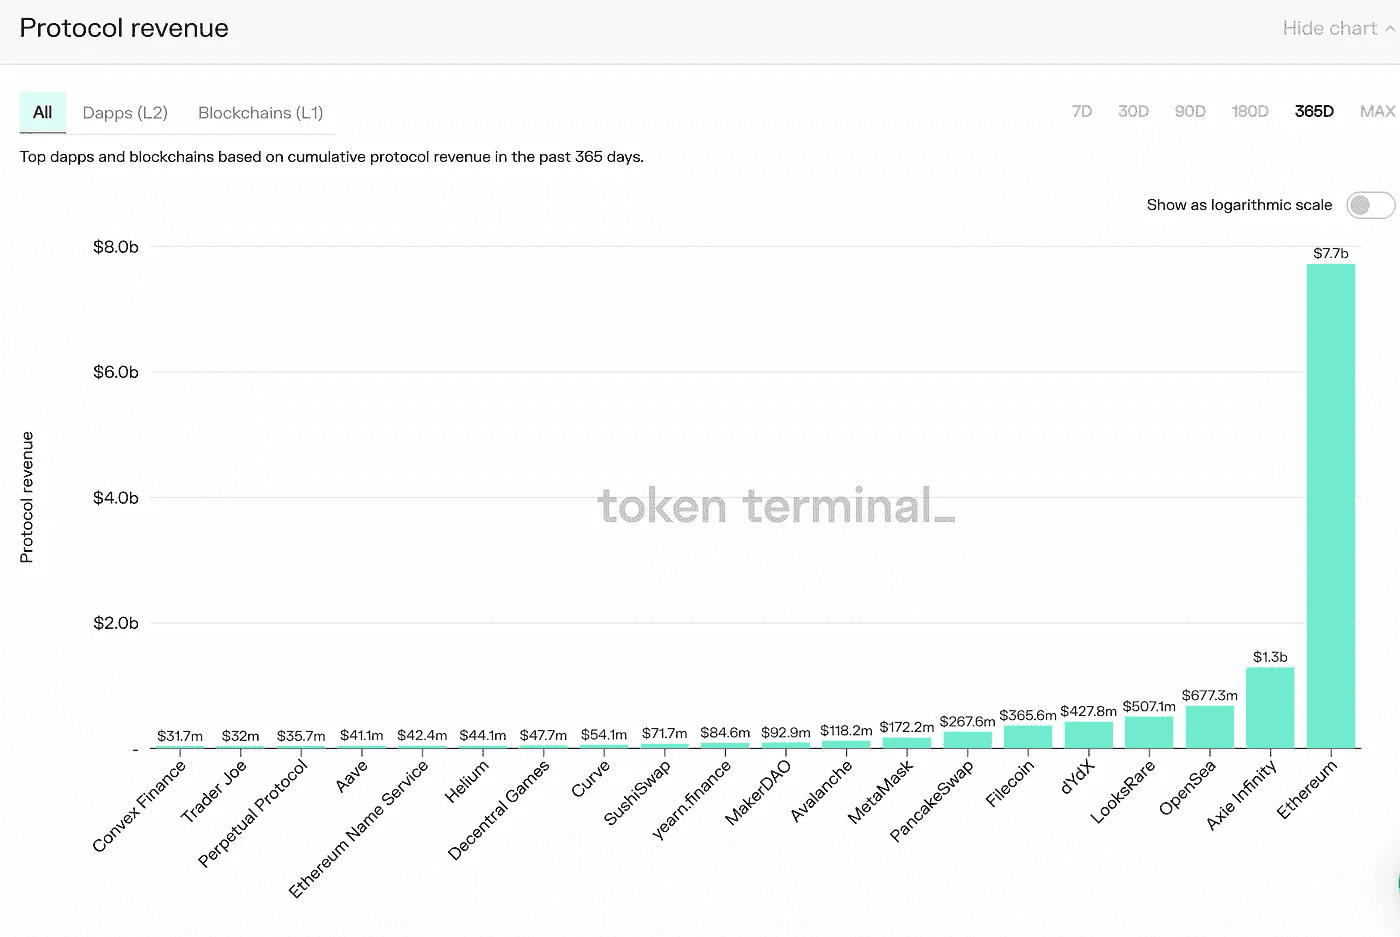 Protocol revenue
Hide chart
All Dapps (L2) Blockchains (L1)
7D 30D 90D 180D 365D MAX
Top dapps and blockchains based on cumulative protocol revenue in the past 365 days.
Show as logarithmic scale
Protocol revenue
$8.0b
$6.0b
$4.0b
$2.0b
-
token terminal_
$31.7m
$32m
$35.7m
$41.1m
$42.4m
$44.1m
$47.7m
$54.1m
$71.7m
$84.6m
$92.9m
$118.2m
$172.2m
$267.6m
$365.6m
$427.8m
$507.1m
$677.3m
$1.3b
$7.7b
Convex Finance
Trader Joe
Perpetual Protocol
Aave
Ethereum Name Service
Helium
Decentral Games
Curve
SushiSwap
yearn.finance
MakerDAO
Avalanche
MetaMask
PancakeSwap
Filecoin
dYdX
LooksRare
OpenSea
Axie Infinity
Ethereum